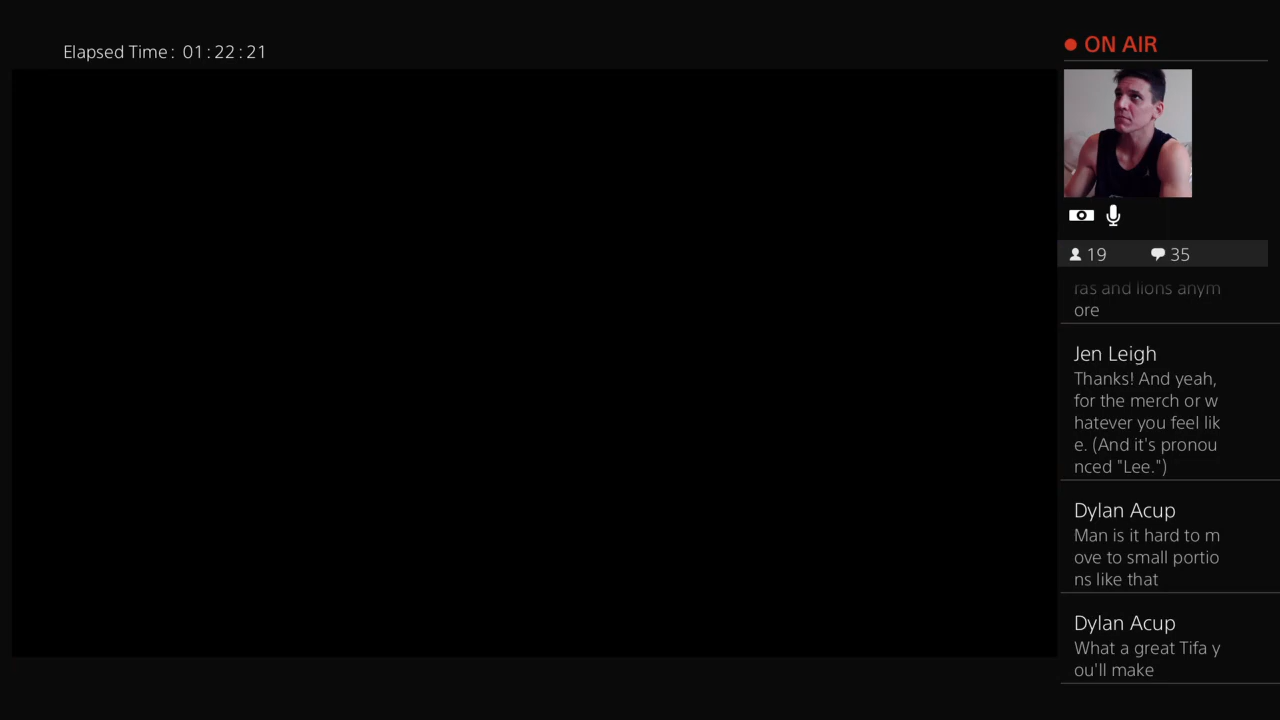 Elapsed Time: 01:22:21
ON AIR
19
35
ras and lions anym
ore
Jen Leigh
Thanks! And yeah,
for the merch or w
hatever you feel lik
e. (And it's pronou
nced "Lee.")
Dylan Acup
Man is it hard to m
ove to small portio
ns like that
Dylan Acup
What a great Tifa y
ou'll make